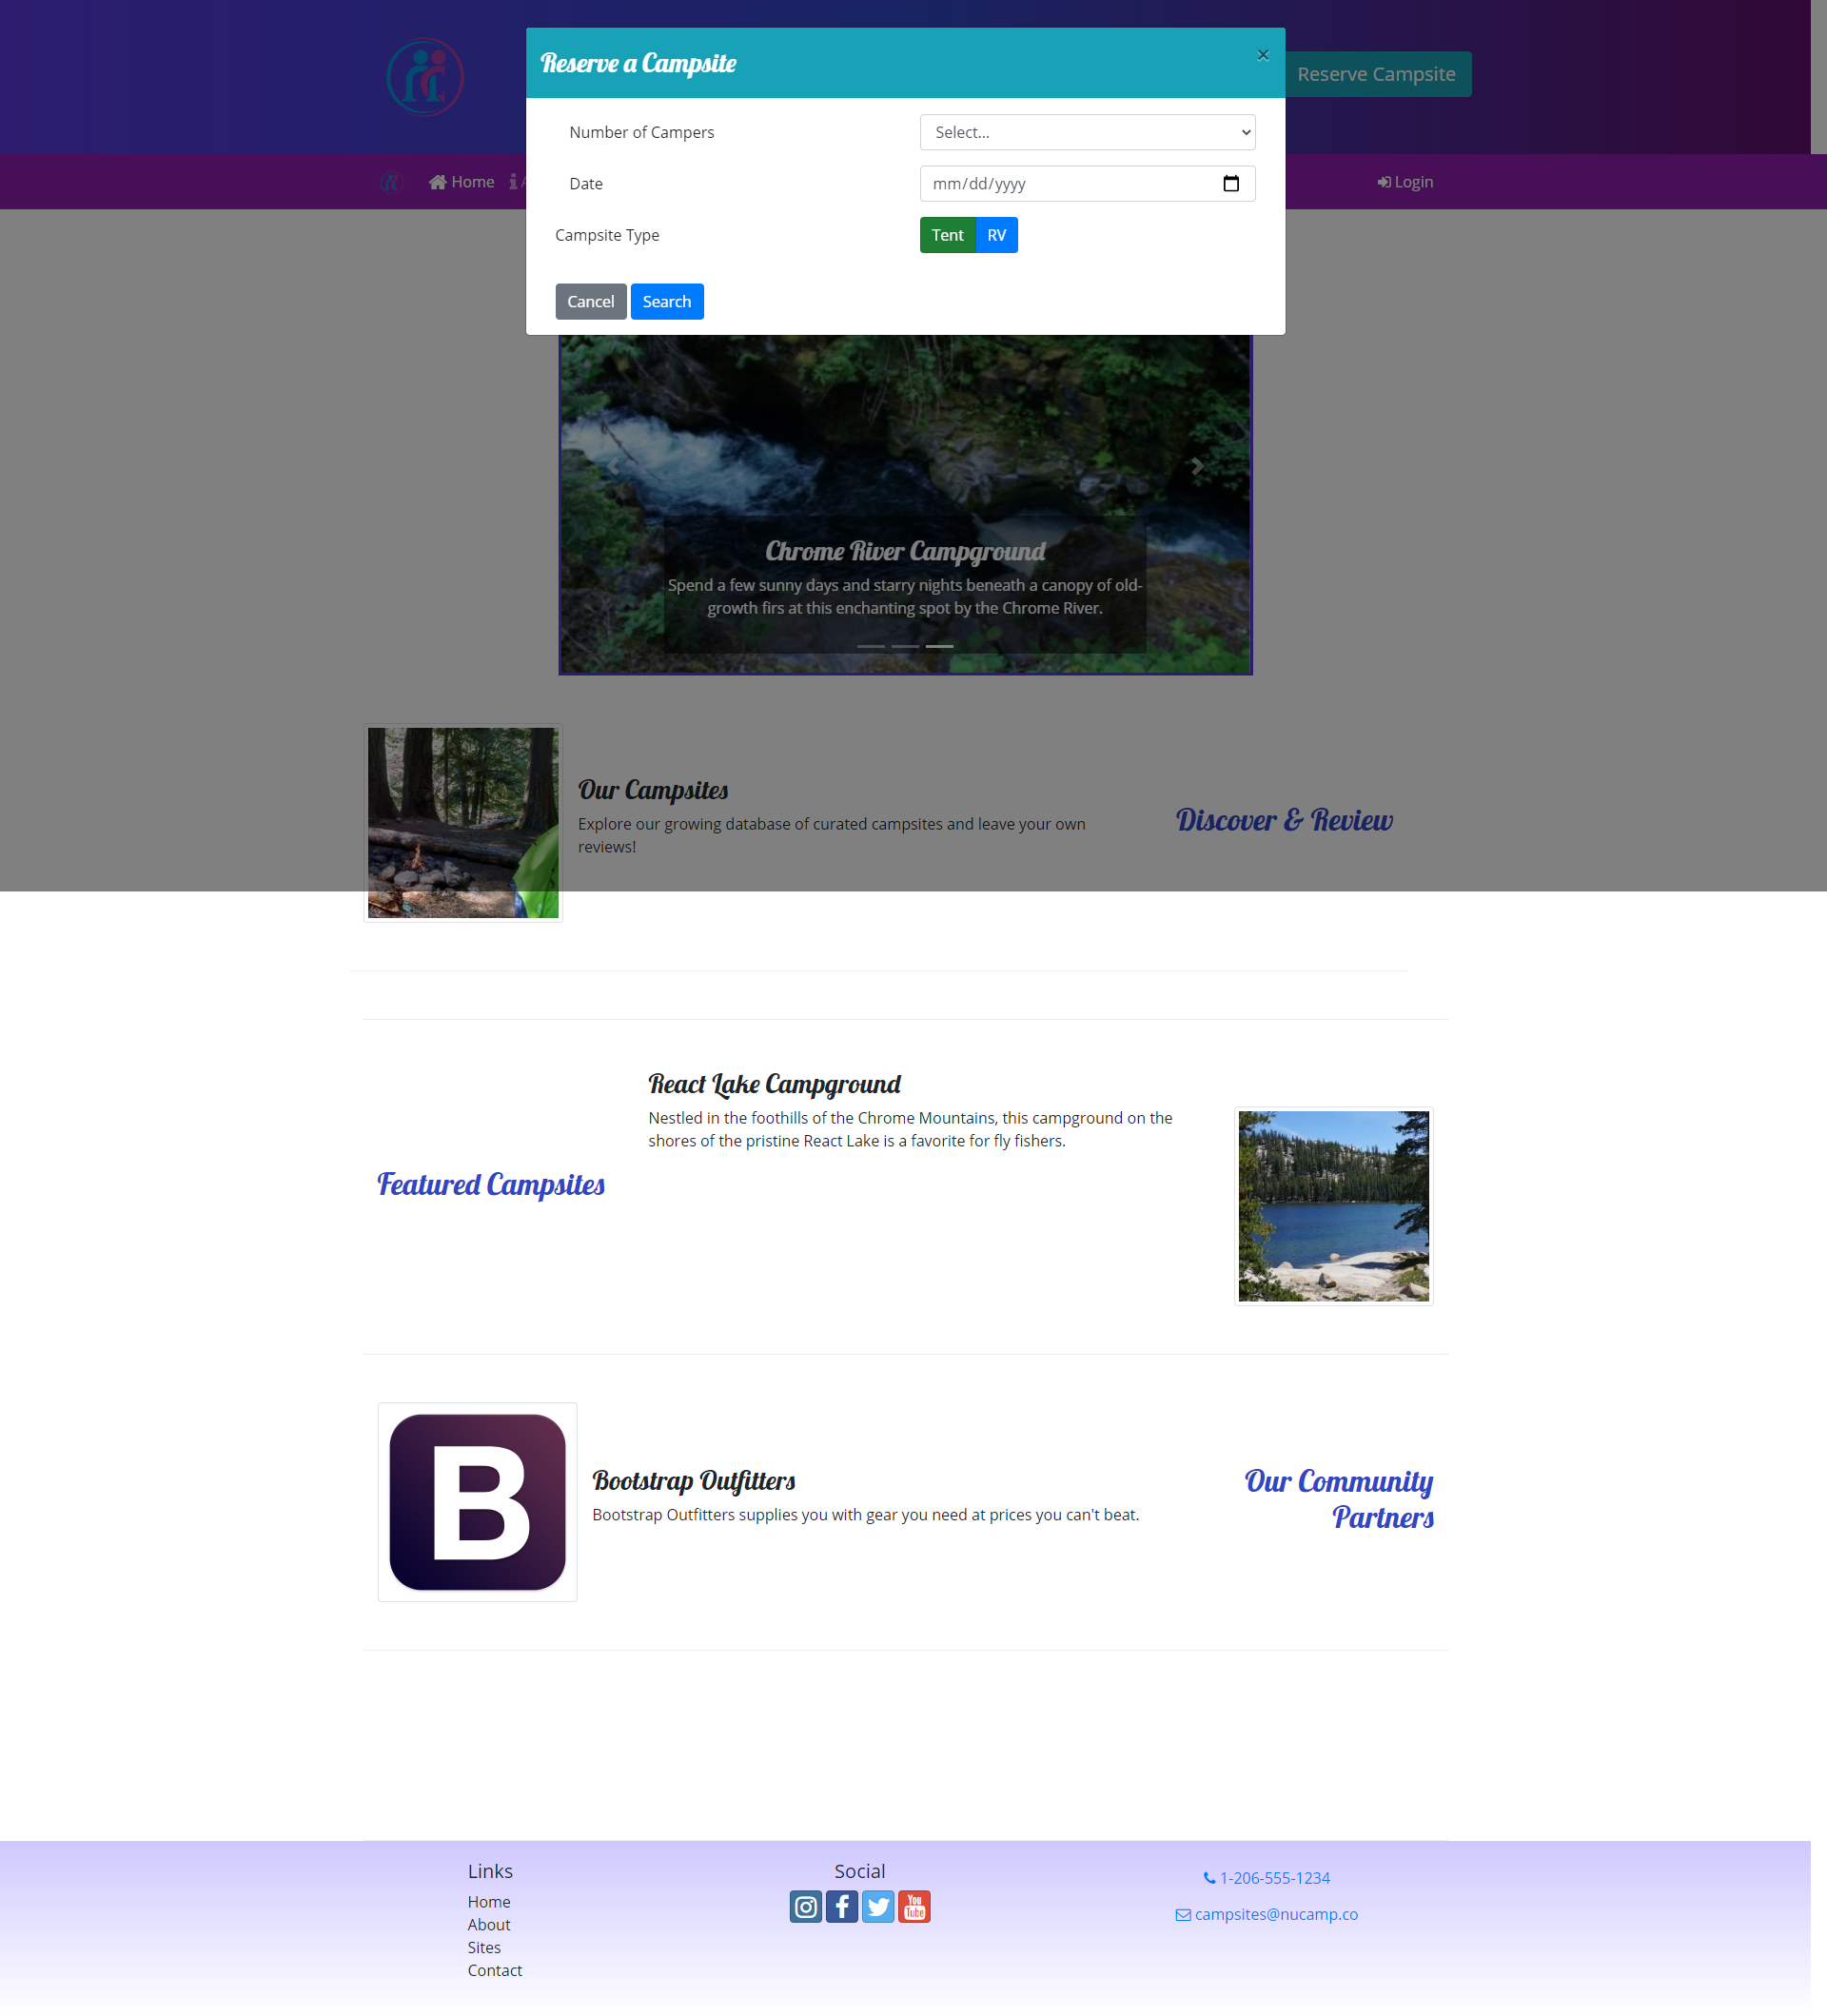 Reserve a Campsite
×
Reserve Campsite
Number of Campers
Select...
Home
A
Login
Date
mm/dd/yyyy
Campsite Type
Tent
RV
Cancel
Search
Chrome River Campground
Spend a few sunny days and starry nights beneath a canopy of old-
growth firs at this enchanting spot by the Chrome River.
Our Campsites
Explore our growing database of curated campsites and leave your own
reviews!
Discover & Review
React Lake Campground
Nestled in the foothills of the Chrome Mountains, this campground on the
shores of the pristine React Lake is a favorite for fly fishers.
Featured Campsites
B
Bootstrap Outfitters
Bootstrap Outfitters supplies you with gear you need at prices you can't beat.
Our Community
Partners
Links
Home
About
Sites
Contact
Social
You
Tube
1-206-555-1234
campsites@nucamp.co